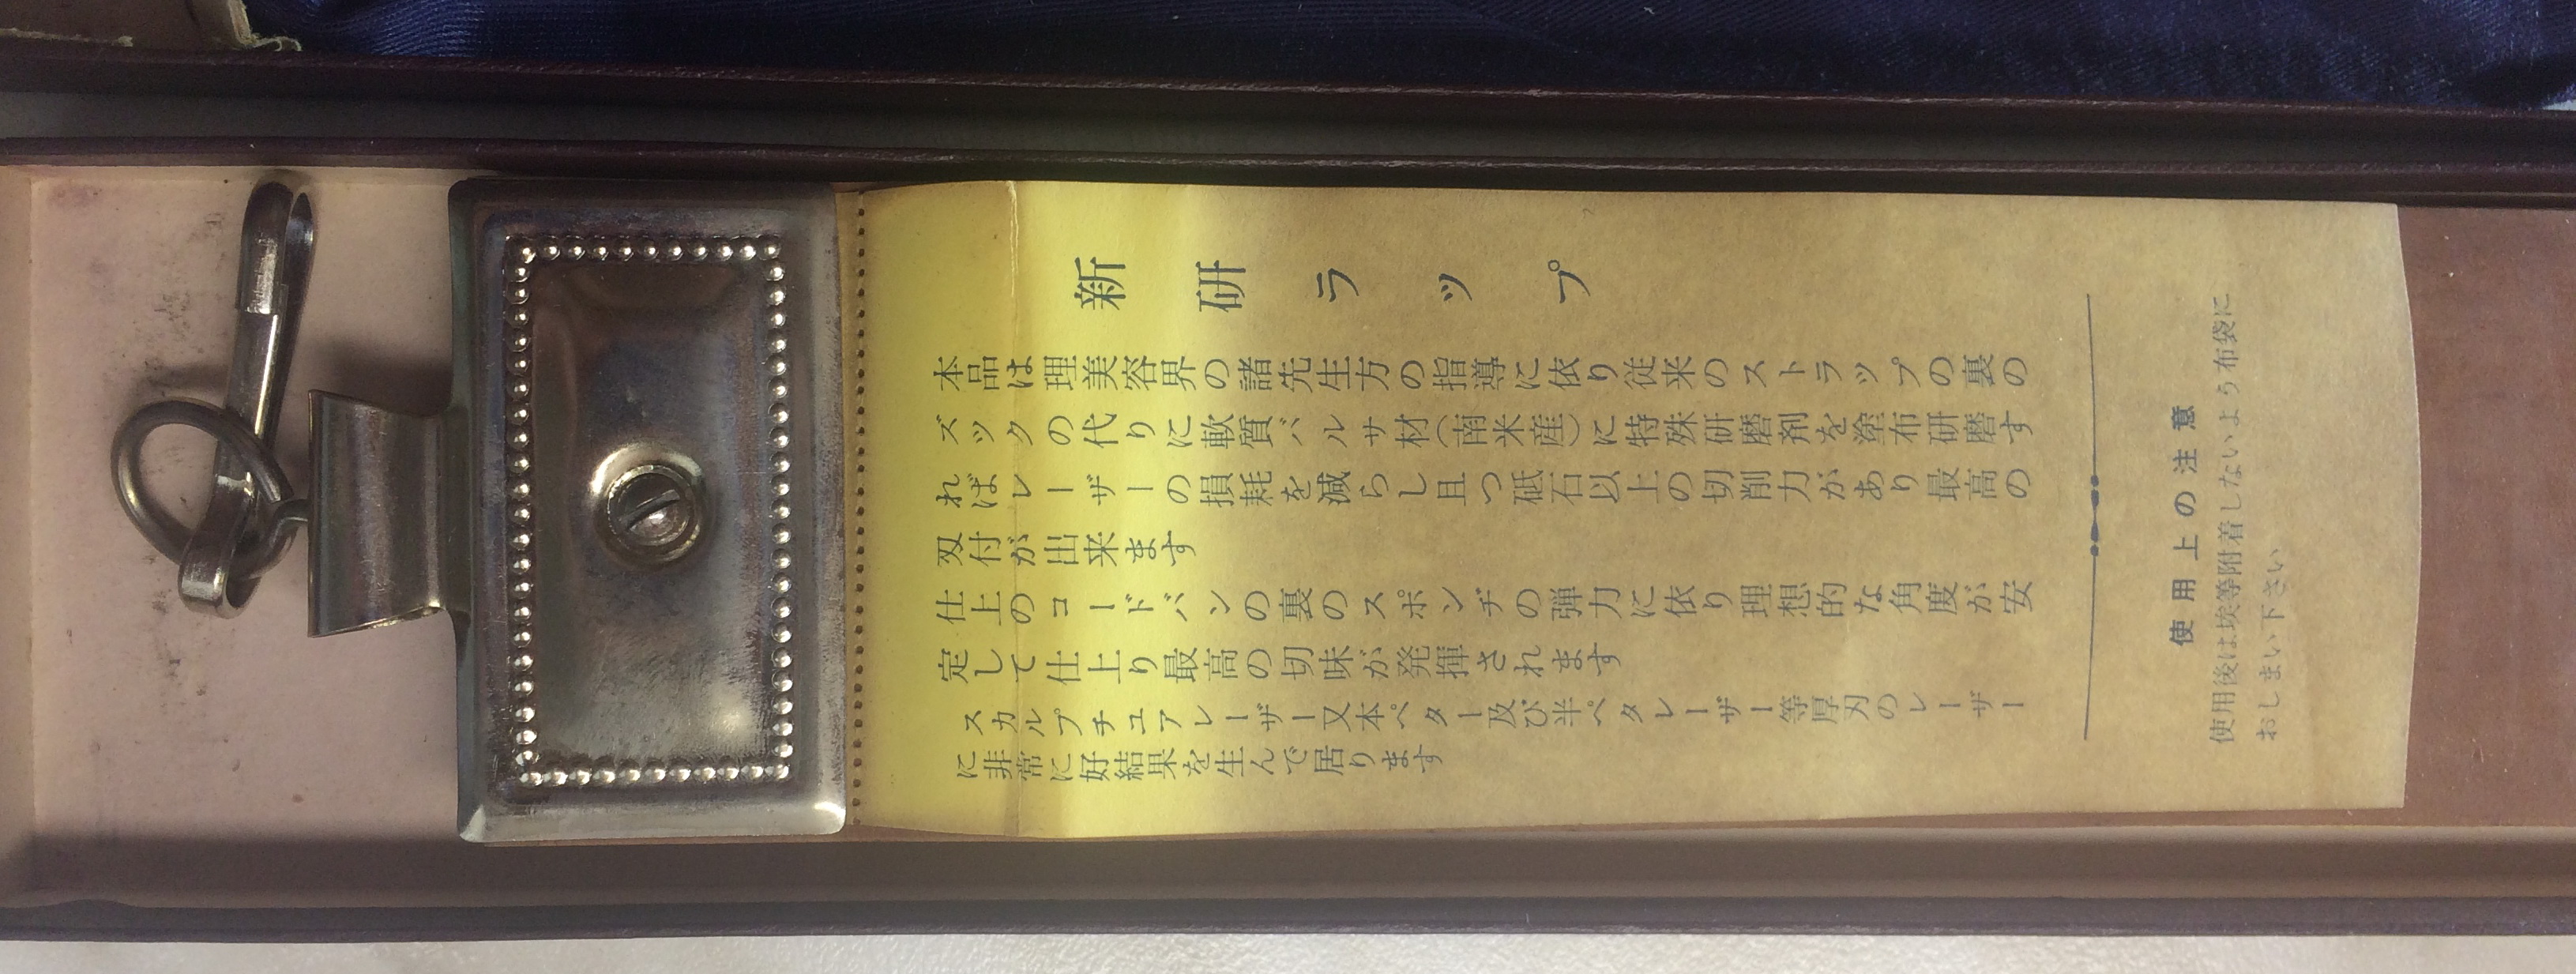 新研ラップ
本品は理美容界の諸先生方の指導に依り従来のストラップの裏の
ズックの代りに軟質バルサ材(南米産)に特殊研磨剤を塗布研磨す
ればレーザーの損耗を減らし且つ砥石以上の切削力があり最高の
刄付が出来ます
仕上のコードバンの裏のスポンヂの弾力に依り理想的な角度が安
定して仕上り最高の切味が発揮されます
スカルプチユアレーザー又本ベター及び半ベタレーザー等厚刃のレーザー
に非常に好結果を生んで居ります
使用上の注意
使用後は埃等附着しないよう布袋に
おしまい下さい